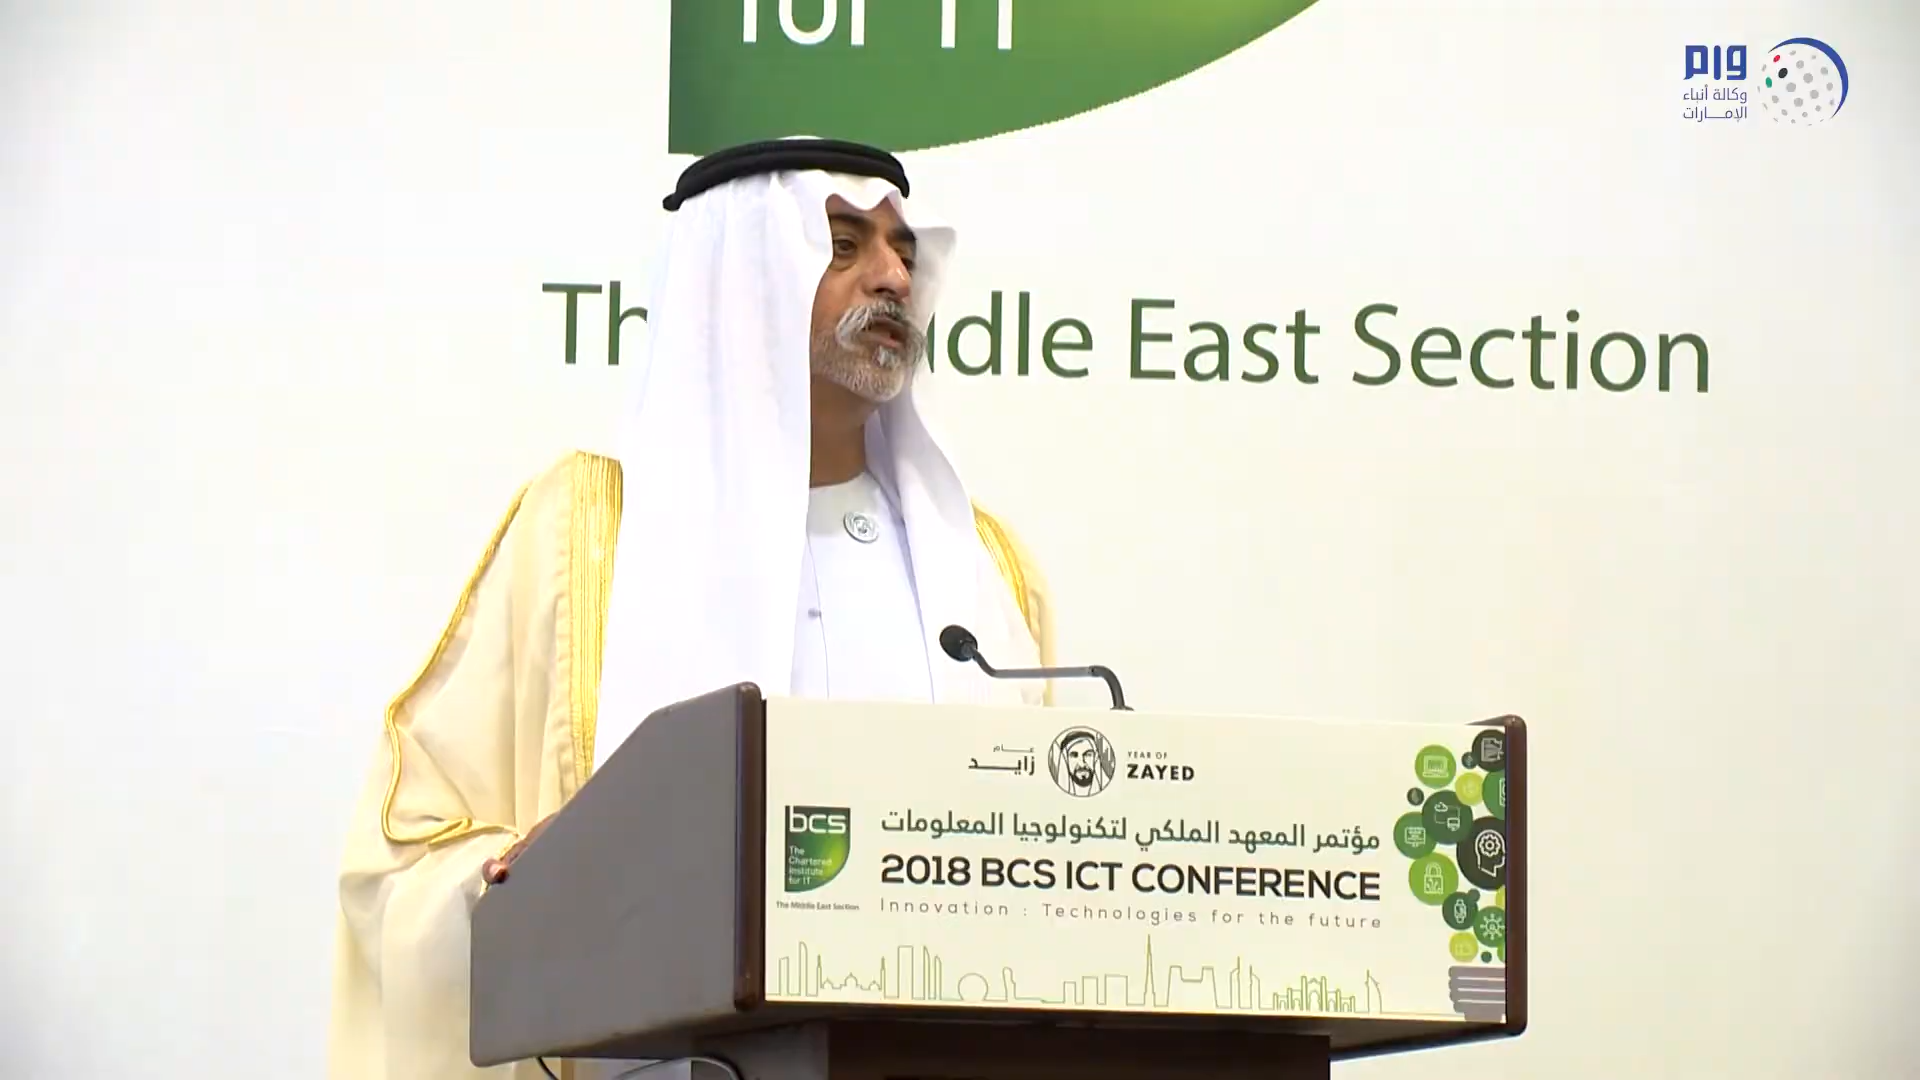 for IT
وام
وكالة أنباء
الإمارات
Th
ddle East Section
عام
زايد
YEAR OF
ZAYED
bcs
The
Chartered
Institute
for IT
The Middle East Section
مؤتمر المعهد الملكي لتكنولوجيا المعلومات
2018 BCS ICT CONFERENCE
Innovation : Technologies for the future